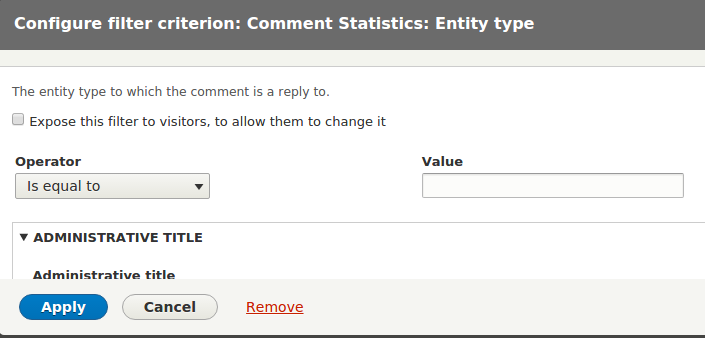 Configure filter criterion: Comment Statistics: Entity type
The entity type to which the comment is a reply to.
Expose this filter to visitors, to allow them to change it
Operator
Value
Is equal to
ADMINISTRATIVE TITLE
Administrative title
Apply
Cancel
Remove